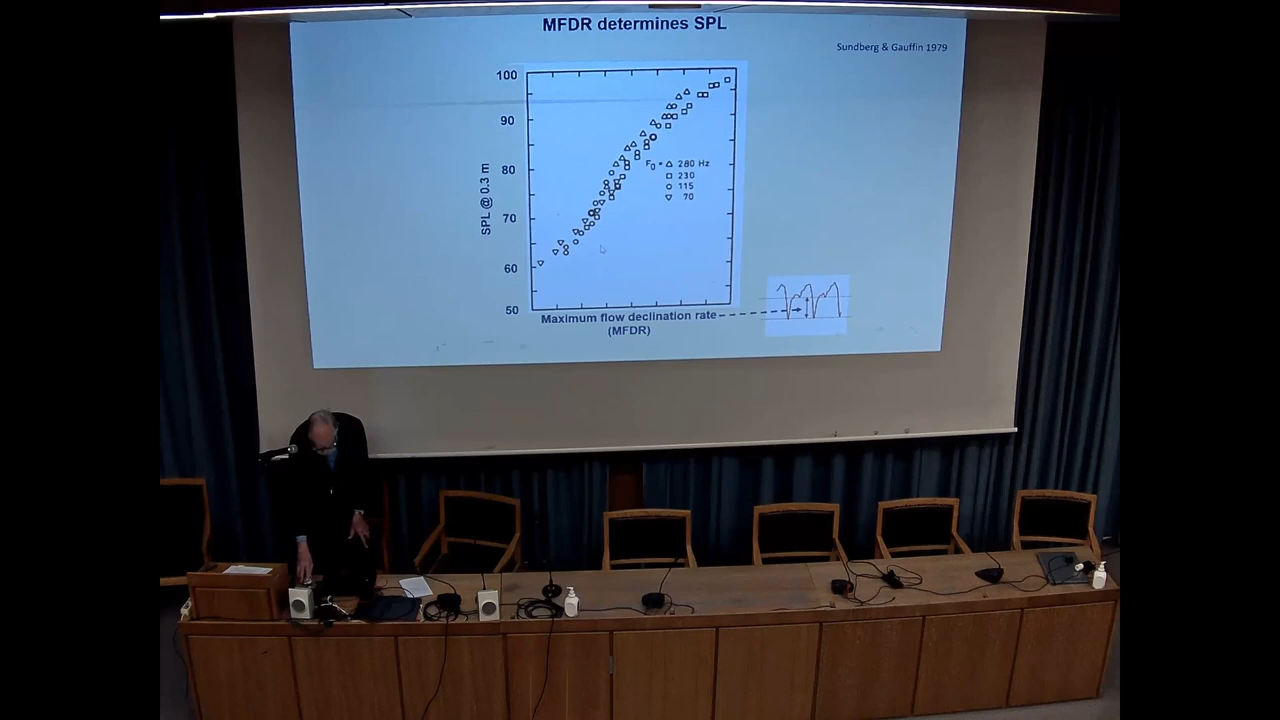 MFDR determines SPL
Sundberg & Gauffin 1979
100
90
80
70
60
50
SPL @ 0.3 m
F0 = △ 280 Hz
□ 230
○ 115
▽ 70
Maximum flow declination rate
(MFDR)